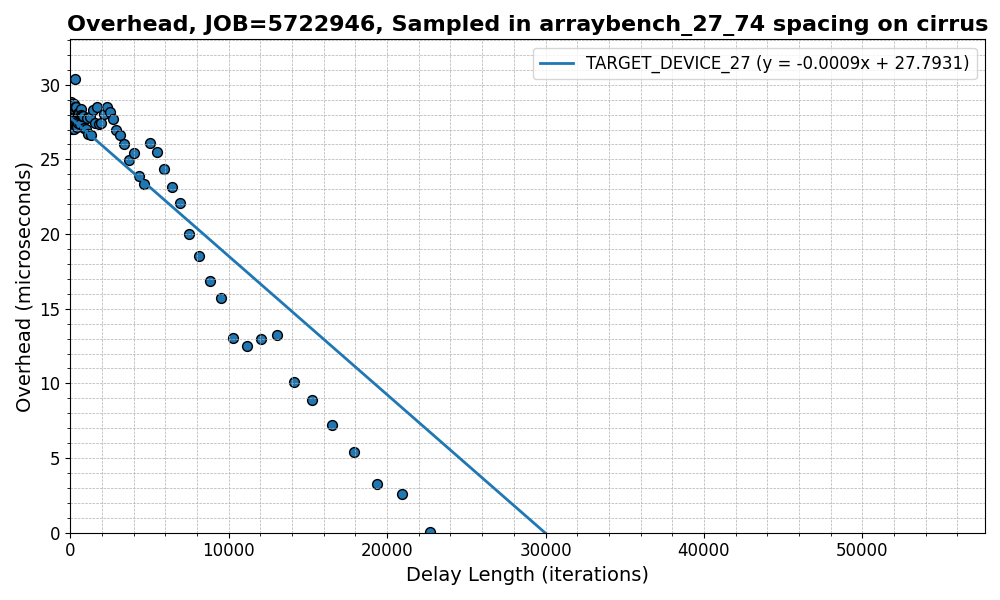 Overhead, JOB=5722946, Sampled in arraybench_27_74 spacing on cirrus
TARGET_DEVICE_27 (y = -0.0009x + 27.7931)
Overhead (microseconds)
30
25
20
15
10
5
0
0 10000 20000 30000 40000 50000
Delay Length (iterations)